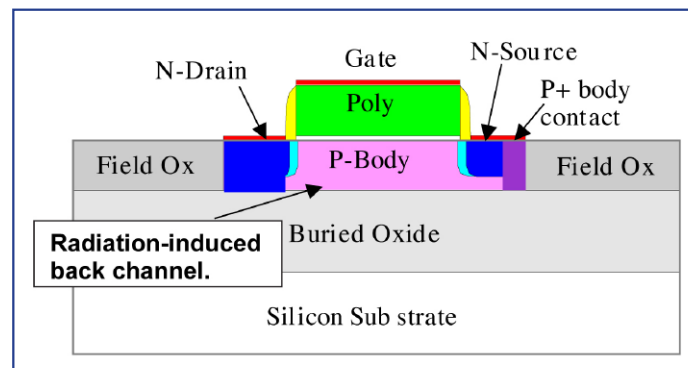 N-Drain
Gate
N-Source
Poly
P+ body
contact
Field Ox
P-Body
Field Ox
Radiation-induced
back channel.
Buried Oxide
Silicon Sub strate